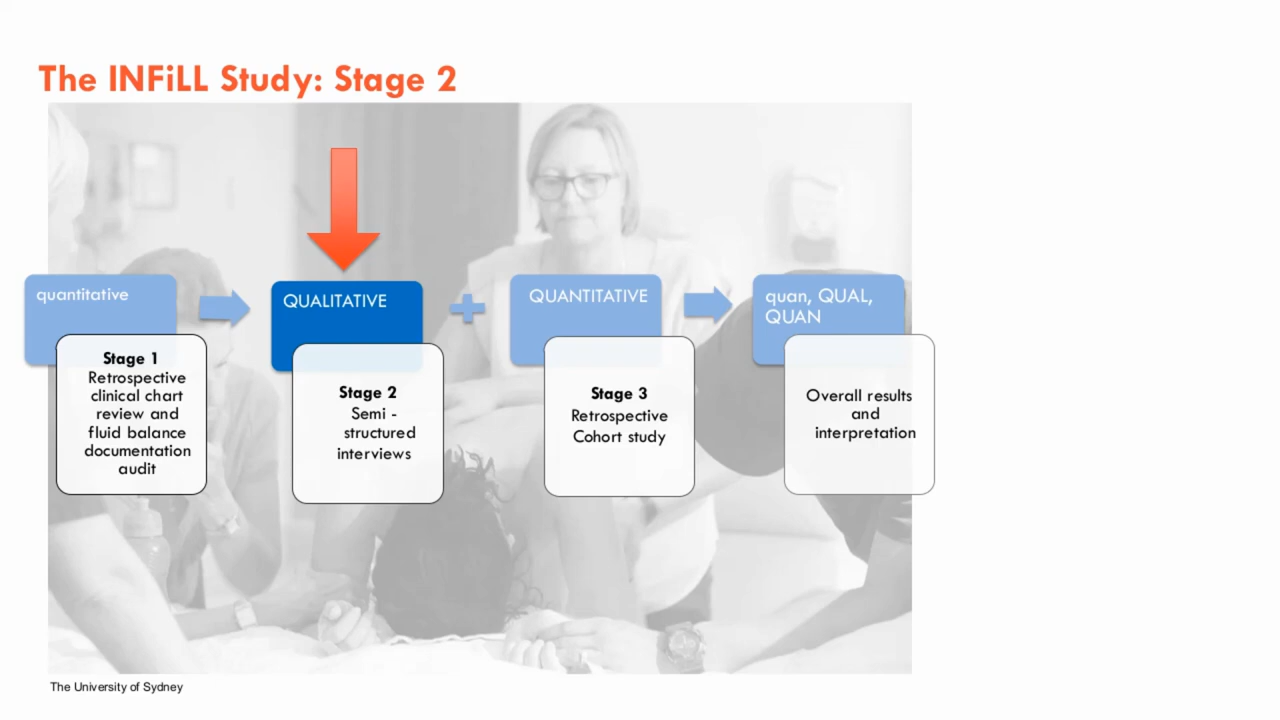 The INFiLL Study: Stage 2
quantitative
Stage 1
Retrospective
clinical chart
review and
fluid balance
documentation
audit
QUALITATIVE
Stage 2
Semi -
structured
interviews
QUANTITATIVE
Stage 3
Retrospective
Cohort study
quan, QUAL,
QUAN
Overall results
and
interpretation
The University of Sydney